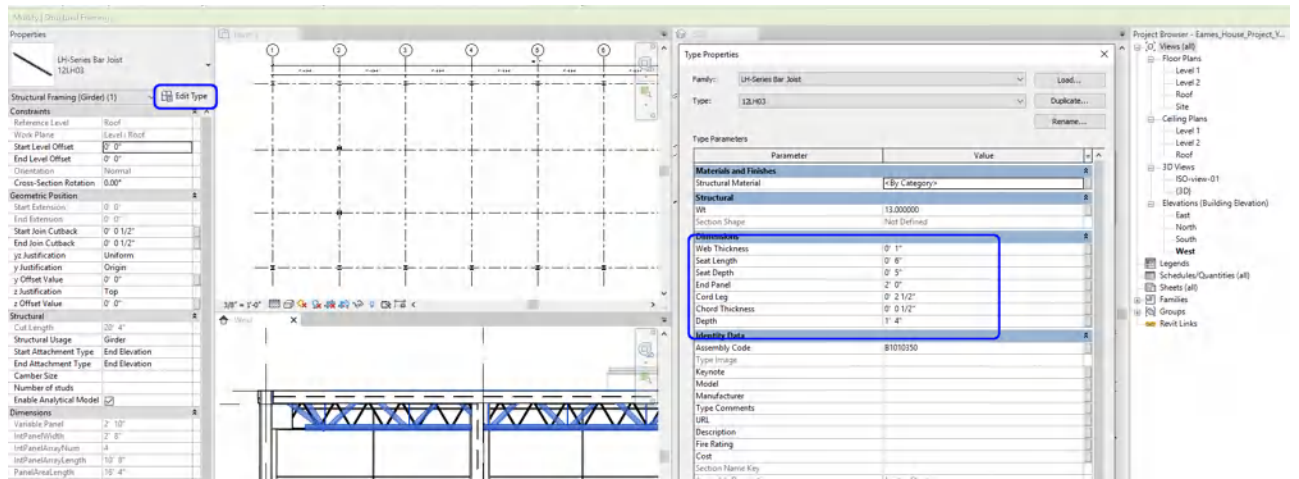 Modify | Structural Framing
Properties
LH-Series Bar Joist
12LH03
Structural Framing (Girder) (1)
Edit Type
Constraints
Reference Level Roof
Work Plane Level : Roof
Start Level Offset 0' 0"
End Level Offset 0' 0"
Orientation Normal
Cross-Section Rotation 0.00°
Geometric Position
Start Extension 0' 0"
End Extension 0' 0"
Start Join Cutback 0' 0 1/2"
End Join Cutback 0' 0 1/2"
yz Justification Uniform
y Justification Origin
y Offset Value 0' 0"
z Justification Top
z Offset Value 0' 0"
Structural
Cut Length 20' 4"
Structural Usage Girder
Start Attachment Type End Elevation
End Attachment Type End Elevation
Camber Size
Number of studs
Enable Analytical Model
Dimensions
Variable Panel 2' 10"
IntPanelWidth 2' 8"
IntPanelArrayNum 4
IntPanelArrayLength 10' 8"
PanelAreaLength 16' 4"
1 2 3 4 5 6
3/8" = 1'-0"
West
Type Properties
Family: LH-Series Bar Joist Load...
Type: 12LH03 Duplicate...
Rename...
Type Parameters
Parameter Value
Materials and Finishes
Structural Material <By Category>
Structural
Wt 13.000000
Section Shape Not Defined
Dimensions
Web Thickness 0' 1"
Seat Length 0' 6"
Seat Depth 0' 5"
End Panel 2' 0"
Cord Leg 0' 2 1/2"
Chord Thickness 0' 0 1/2"
Depth 1' 4"
Identity Data
Assembly Code B1010350
Type Image
Keynote
Model
Manufacturer
Type Comments
URL
Description
Fire Rating
Cost
Section Name Key
Project Browser - Eames_House_Project_Y...
Views (all)
Floor Plans
Level 1
Level 2
Roof
Site
Ceiling Plans
Level 1
Level 2
Roof
3D Views
ISO-view-01
{3D}
Elevations (Building Elevation)
East
North
South
West
Legends
Schedules/Quantities (all)
Sheets (all)
Families
Groups
Revit Links